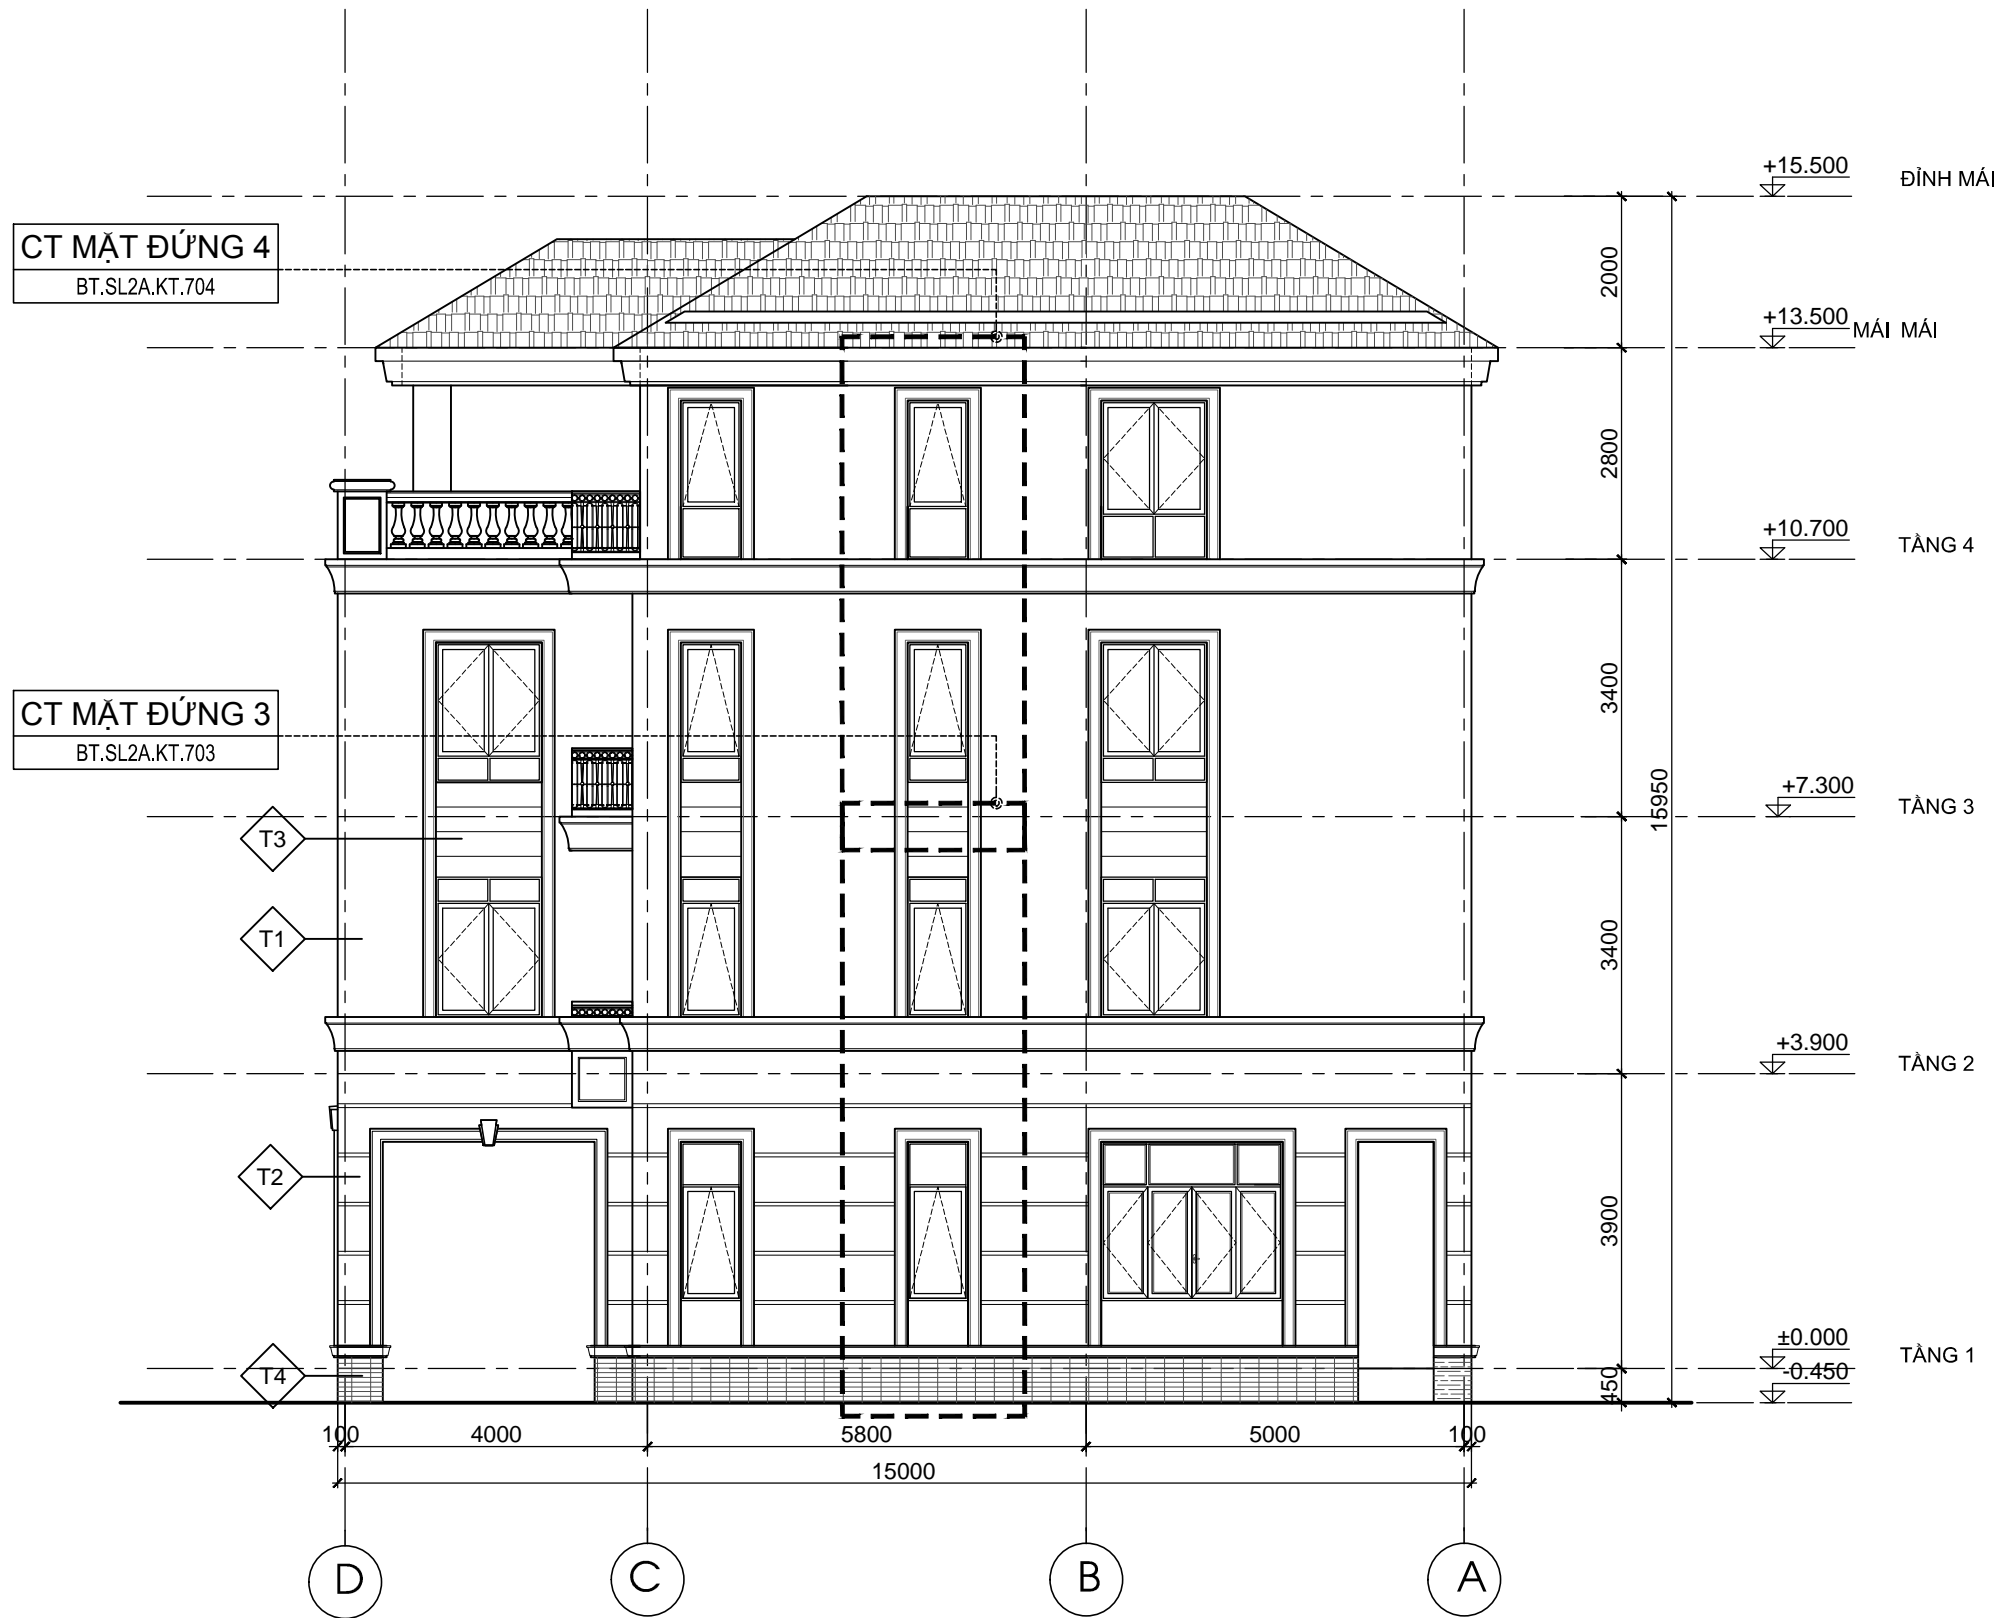 +15.500
ĐỈNH MÁI
CT MẶT ĐỨNG 4
BT.SL2A.KT.704
2000
+13.500
MÁI MÁI
2800
+10.700
TẦNG 4
3400
CT MẶT ĐỨNG 3
BT.SL2A.KT.703
15950
+7.300
TẦNG 3
T3
T1
3400
+3.900
TẦNG 2
T2
3900
±0.000
TẦNG 1
T4
-0.450
450
100
4000
5800
5000
100
15000
D
C
B
A